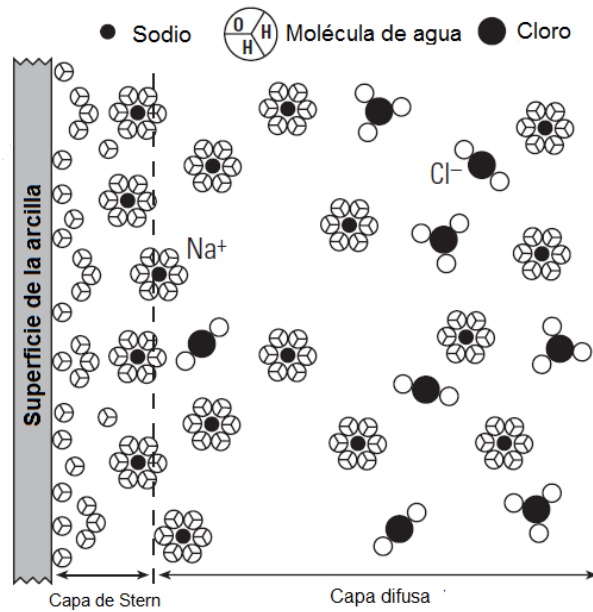 Sodio
O
H
H
Molécula de agua
Cloro
Superficie de la arcilla
Cl⁻
Na⁺
Capa de Stern
Capa difusa